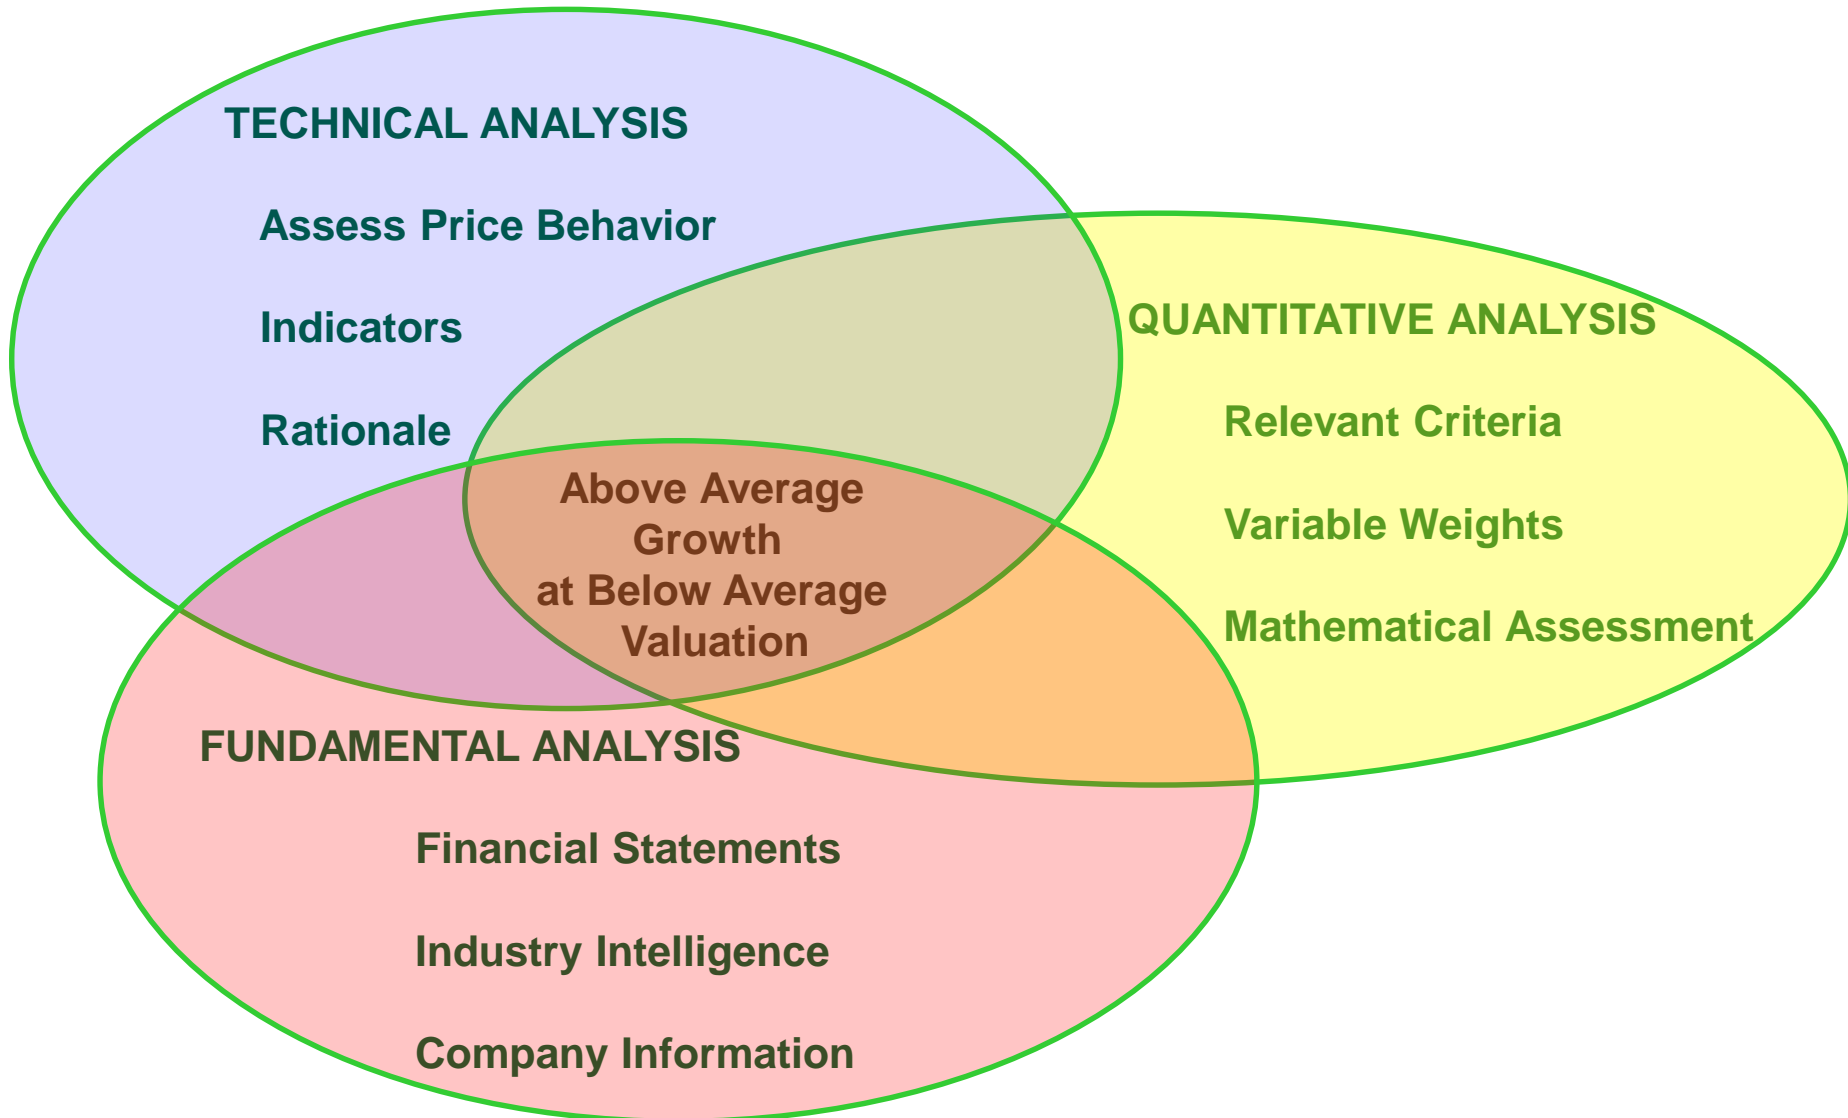 TECHNICAL ANALYSIS
Assess Price Behavior
Indicators
Rationale
QUANTITATIVE ANALYSIS
Relevant Criteria
Variable Weights
Mathematical Assessment
Above Average
Growth
at Below Average
Valuation
FUNDAMENTAL ANALYSIS
Financial Statements
Industry Intelligence
Company Information